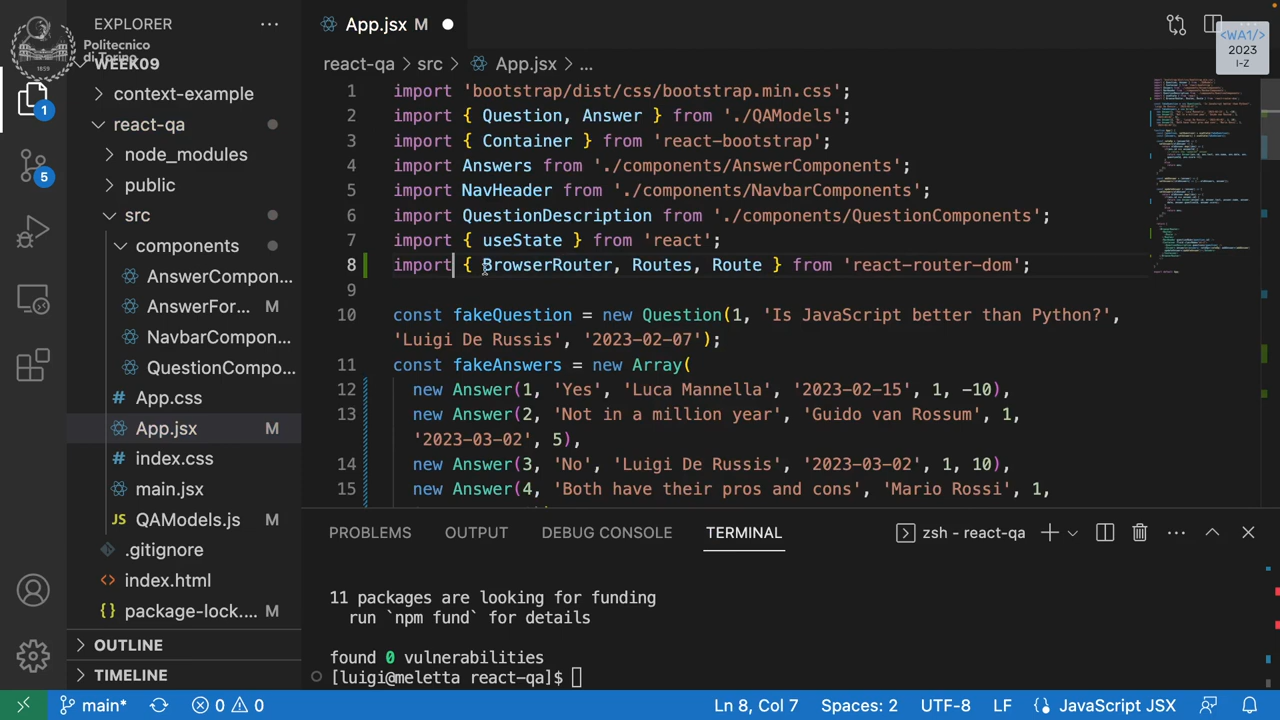 EXPLORER
Politecnico
di Torino
1859
WEEK09
context-example
react-qa
node_modules
public
src
components
AnswerCompon...
AnswerFor... M
NavbarCompon...
QuestionCompo...
App.css
App.jsx M
index.css
main.jsx
QAModels.js M
.gitignore
index.html
package-lock.... M
OUTLINE
TIMELINE
1
5
App.jsx M
<WA1/>
2023
I-Z
react-qa > src > App.jsx > ...
1 import 'bootstrap/dist/css/bootstrap.min.css';
2 import { Question, Answer } from './QAModels';
3 import { Container } from 'react-bootstrap';
4 import Answers from './components/AnswerComponents';
5 import NavHeader from './components/NavbarComponents';
6 import QuestionDescription from './components/QuestionComponents';
7 import { useState } from 'react';
8 import { BrowserRouter, Routes, Route } from 'react-router-dom';
9
10 const fakeQuestion = new Question(1, 'Is JavaScript better than Python?',
'Luigi De Russis', '2023-02-07');
11 const fakeAnswers = new Array(
12 new Answer(1, 'Yes', 'Luca Mannella', '2023-02-15', 1, -10),
13 new Answer(2, 'Not in a million year', 'Guido van Rossum', 1,
'2023-03-02', 5),
14 new Answer(3, 'No', 'Luigi De Russis', '2023-03-02', 1, 10),
15 new Answer(4, 'Both have their pros and cons', 'Mario Rossi', 1,
PROBLEMS OUTPUT DEBUG CONSOLE TERMINAL
zsh - react-qa
11 packages are looking for funding
run `npm fund` for details
found 0 vulnerabilities
[luigi@meletta react-qa]$
main* 0 0
Ln 8, Col 7 Spaces: 2 UTF-8 LF JavaScript JSX